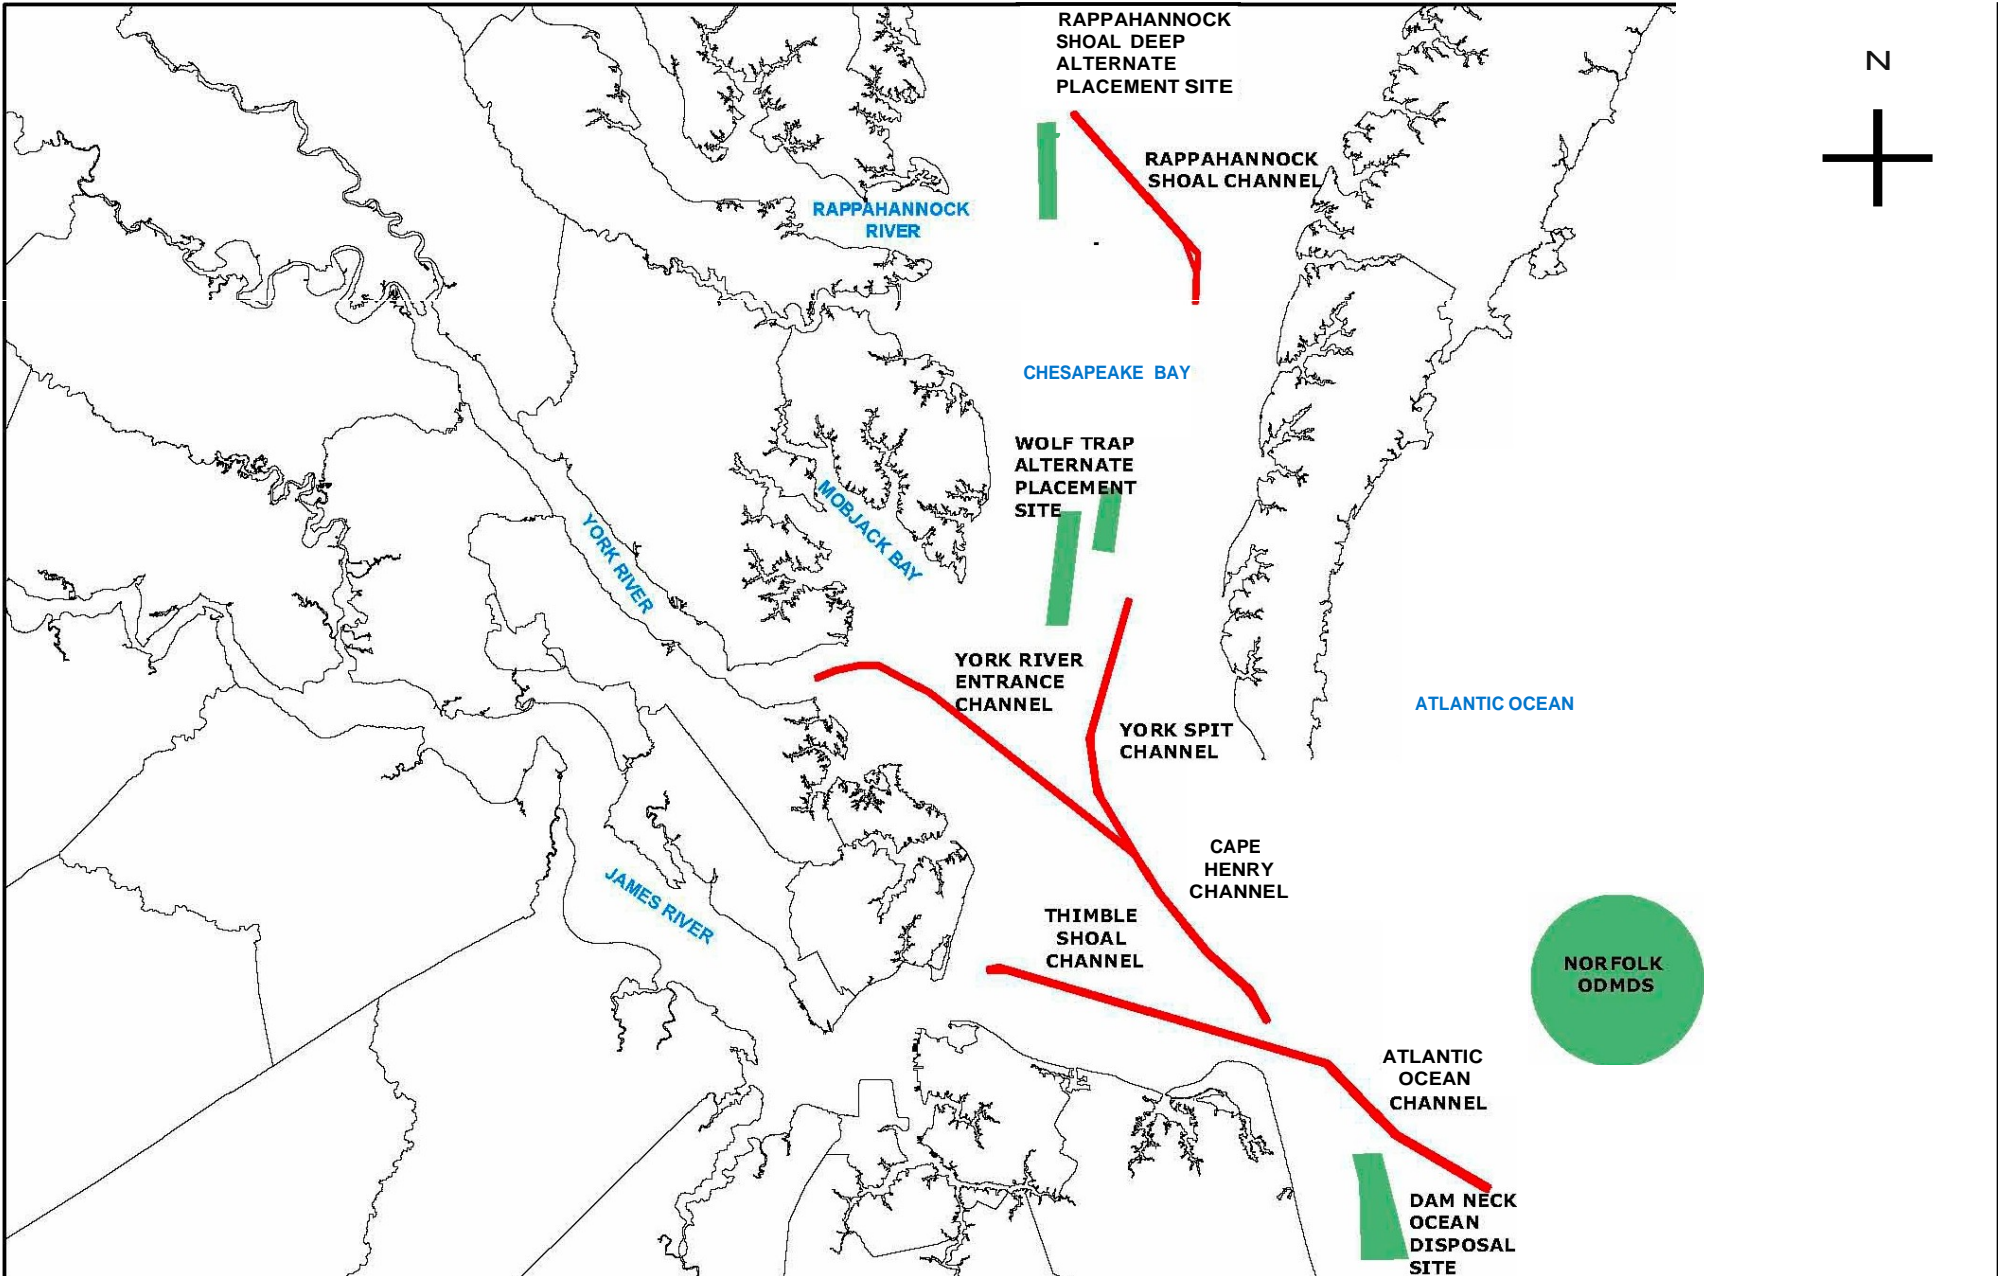 RAPPAHANNOCK
SHOAL DEEP
ALTERNATE
PLACEMENT SITE
N
RAPPAHANNOCK
SHOAL CHANNEL
RAPPAHANNOCK
RIVER
CHESAPEAKE BAY
WOLF TRAP
ALTERNATE
PLACEMENT
SITE
MOBJACK BAY
YORK RIVER
YORK RIVER
ENTRANCE
CHANNEL
ATLANTIC OCEAN
YORK SPIT
CHANNEL
CAPE
HENRY
CHANNEL
JAMES RIVER
THIMBLE
SHOAL
CHANNEL
NORFOLK
ODMDS
ATLANTIC
OCEAN
CHANNEL
DAM NECK
OCEAN
DISPOSAL
SITE